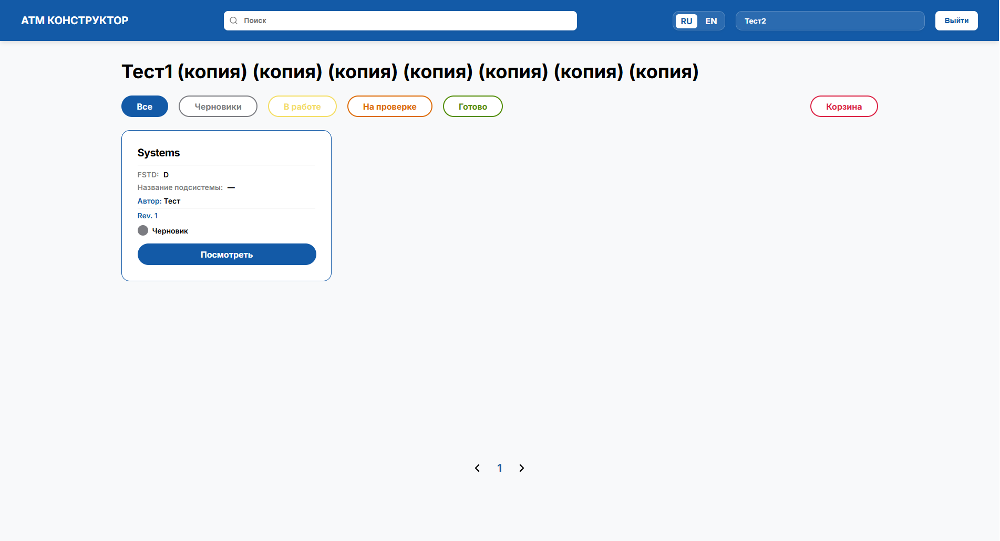 АТМ КОНСТРУКТОР
Поиск
RU EN
Тест2
Выйти
Тест1 (копия) (копия) (копия) (копия) (копия) (копия) (копия)
Все
Черновики
В работе
На проверке
Готово
Корзина
Systems
FSTD: D
Название подсистемы: —
Автор: Тест
Rev. 1
Черновик
Посмотреть
1